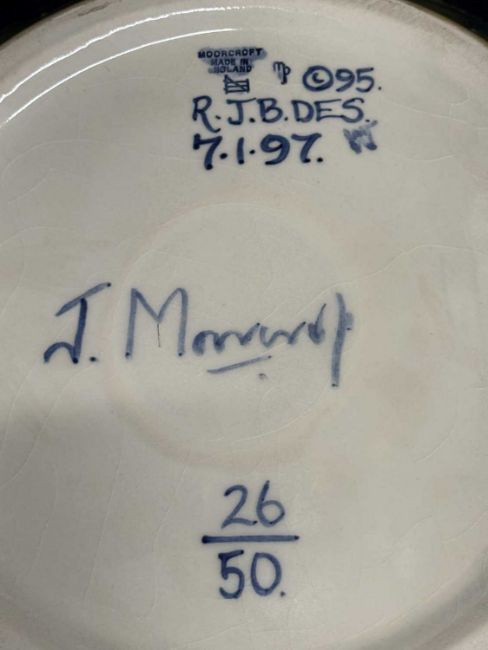 MOORCROFT
MADE IN
ENGLAND
©95.
R.J.B.DES.
7.1.97.
J. Moorcroft
26
50.